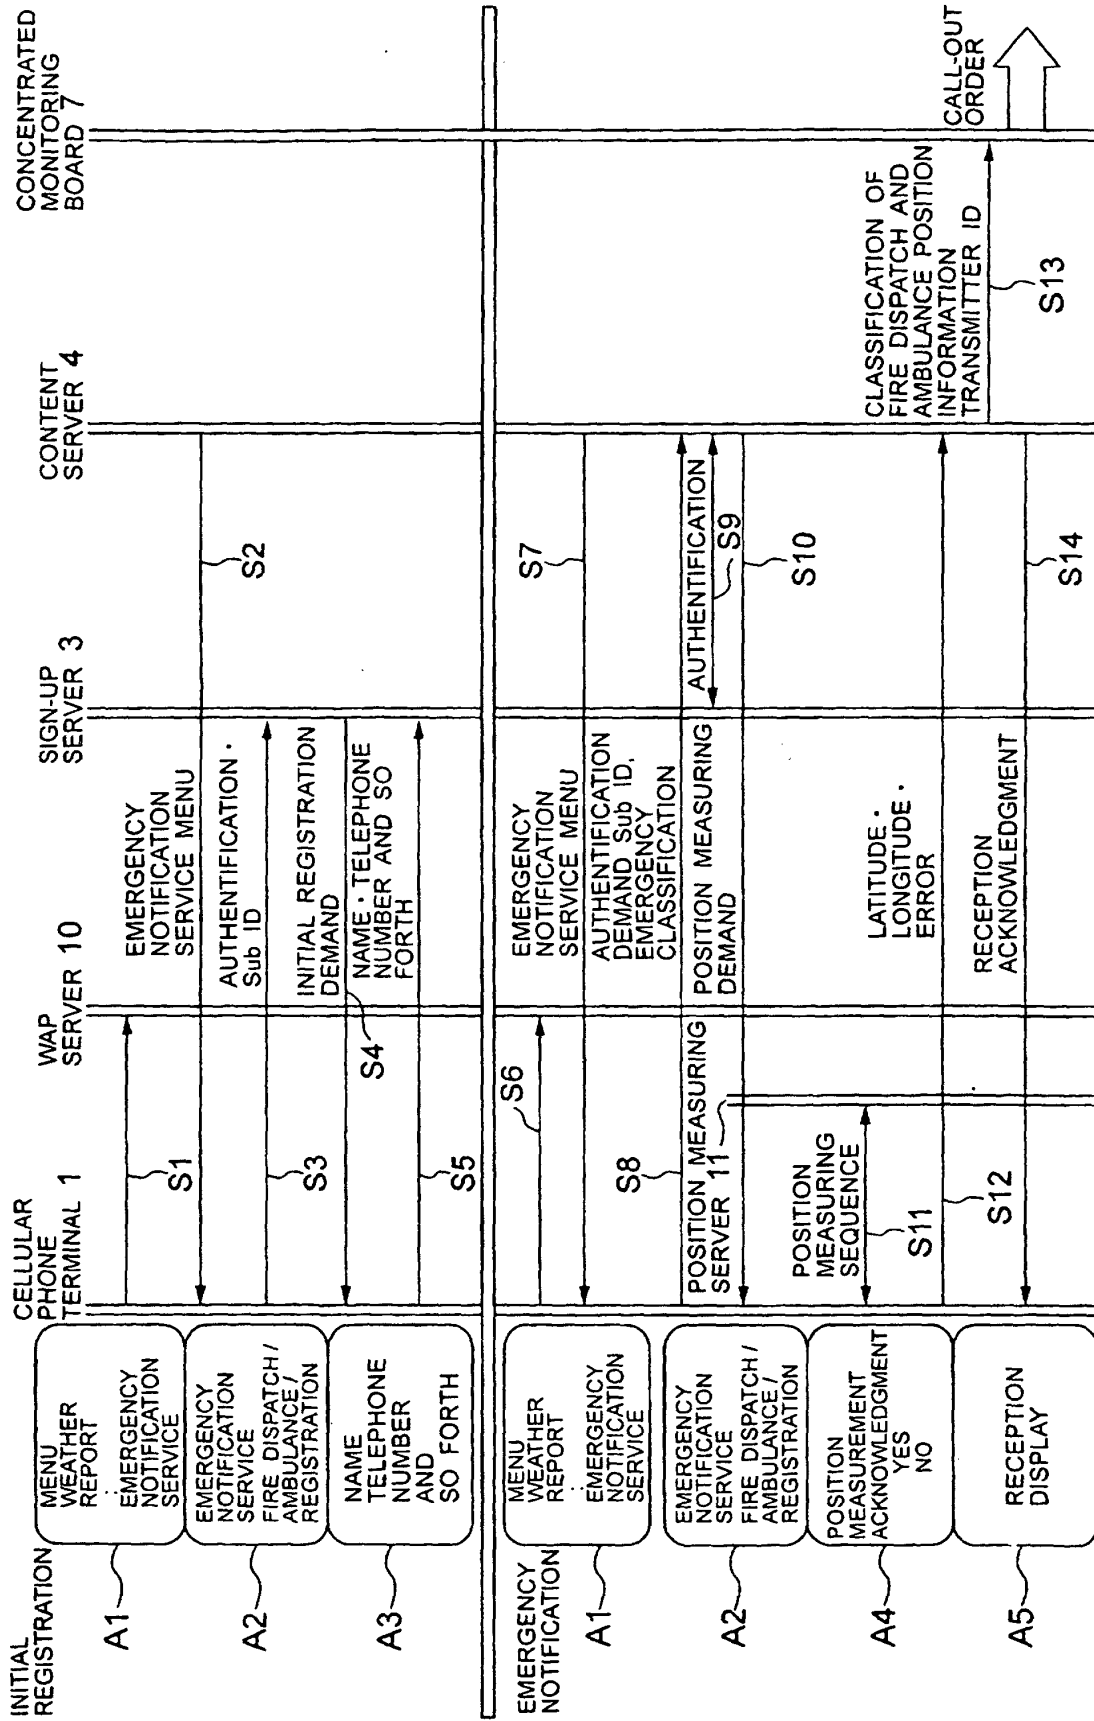 INITIAL
REGISTRATION
CELLULAR
PHONE
TERMINAL 1
WAP
SERVER 10
SIGN-UP
SERVER 3
CONTENT
SERVER 4
CONCENTRATED
MONITORING
BOARD 7
A1
MENU
WEATHER
REPORT
:
EMERGENCY
NOTIFICATION
SERVICE
S1
EMERGENCY
NOTIFICATION
SERVICE MENU
S2
A2
EMERGENCY
NOTIFICATION
SERVICE
FIRE DISPATCH /
AMBULANCE /
REGISTRATION
S3
AUTHENTIFICATION ·
Sub ID
INITIAL REGISTRATION
DEMAND
S4
A3
NAME
TELEPHONE
NUMBER
AND
SO FORTH
NAME · TELEPHONE
NUMBER AND SO
FORTH
S5
EMERGENCY
NOTIFICATION
A1
MENU
WEATHER
REPORT
:
EMERGENCY
NOTIFICATION
SERVICE
S6
EMERGENCY
NOTIFICATION
SERVICE MENU
S7
AUTHENTIFICATION
DEMAND Sub ID,
EMERGENCY
CLASSIFICATION
S8
A2
EMERGENCY
NOTIFICATION
SERVICE
FIRE DISPATCH /
AMBULANCE /
REGISTRATION
AUTHENTIFICATION
S9
POSITION MEASURING
SERVER 11
POSITION MEASURING
DEMAND
S10
A4
POSITION
MEASUREMENT
ACKNOWLEDGMENT
YES
NO
POSITION
MEASURING
SEQUENCE
S11
LATITUDE ·
LONGITUDE ·
ERROR
S12
CLASSIFICATION OF
FIRE DISPATCH AND
AMBULANCE POSITION
INFORMATION
TRANSMITTER ID
S13
CALL-OUT
ORDER
A5
RECEPTION
DISPLAY
RECEPTION
ACKNOWLEDGMENT
S14